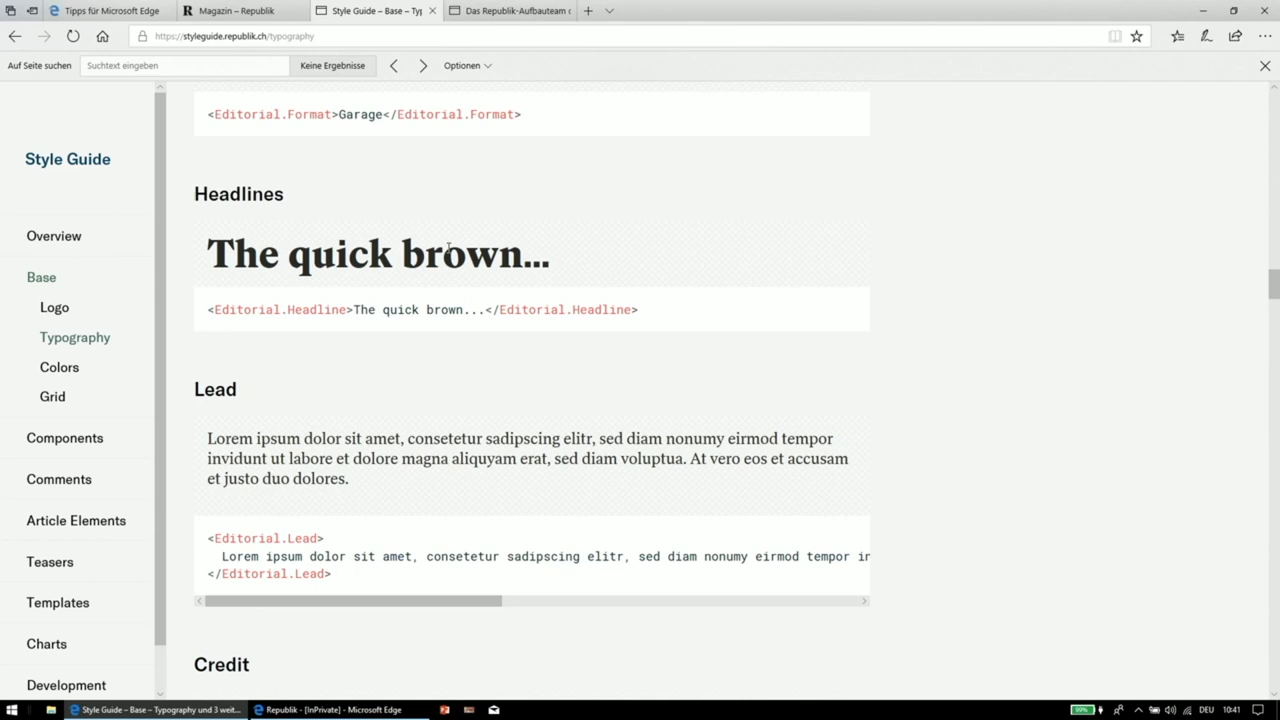 Tipps für Microsoft Edge
Magazin – Republik
Style Guide – Base – Typ
Das Republik-Aufbauteam
https://styleguide.republik.ch/typography
Auf Seite suchen
Suchtext eingeben
Keine Ergebnisse
Optionen
<Editorial.Format>Garage</Editorial.Format>
Style Guide
Headlines
Overview
The quick brown...
Base
Logo
<Editorial.Headline>The quick brown...</Editorial.Headline>
Typography
Colors
Lead
Grid
Components
Lorem ipsum dolor sit amet, consetetur sadipscing elitr, sed diam nonumy eirmod tempor
invidunt ut labore et dolore magna aliquyam erat, sed diam voluptua. At vero eos et accusam
et justo duo dolores.
Comments
Article Elements
<Editorial.Lead>
Lorem ipsum dolor sit amet, consetetur sadipscing elitr, sed diam nonumy eirmod tempor in
</Editorial.Lead>
Teasers
Templates
Charts
Credit
Development
Style Guide – Base – Typography und 3 weit...
Republik - [InPrivate] - Microsoft Edge
99%
DEU
10:41